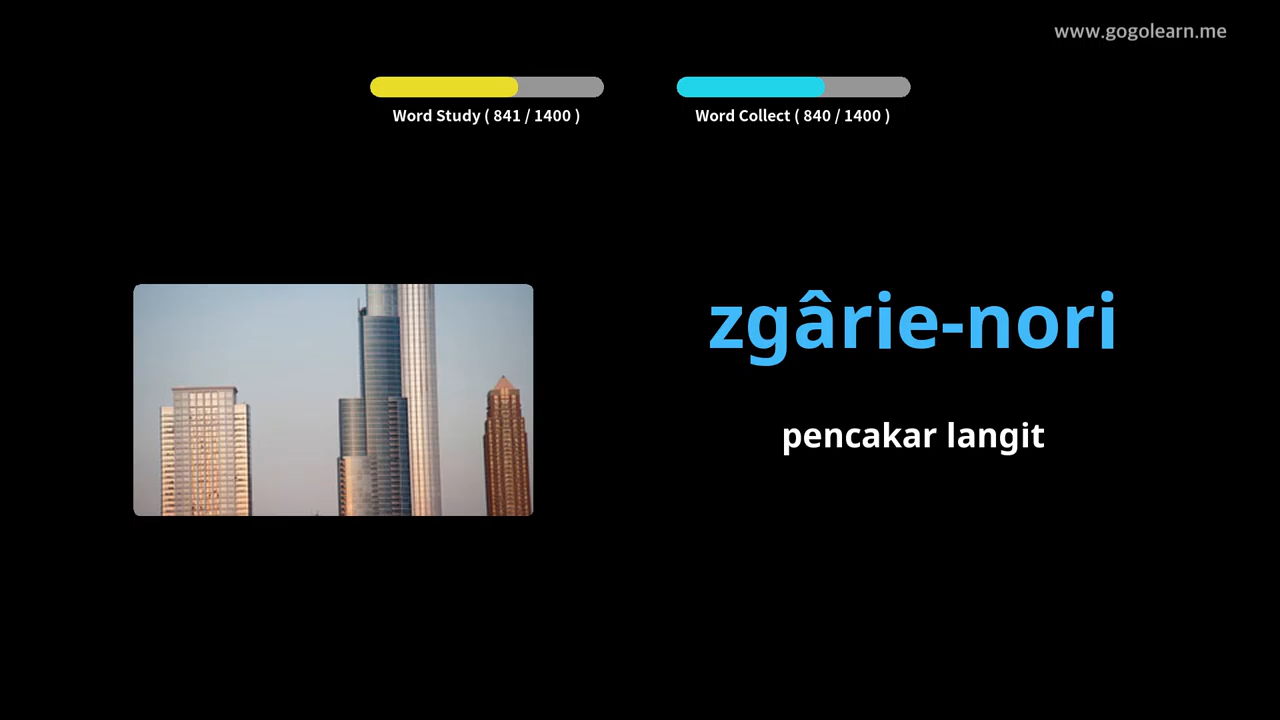 www.gogolearn.me
Word Study ( 841 / 1400 )
Word Collect ( 840 / 1400 )
zgârie-nori
pencakar langit